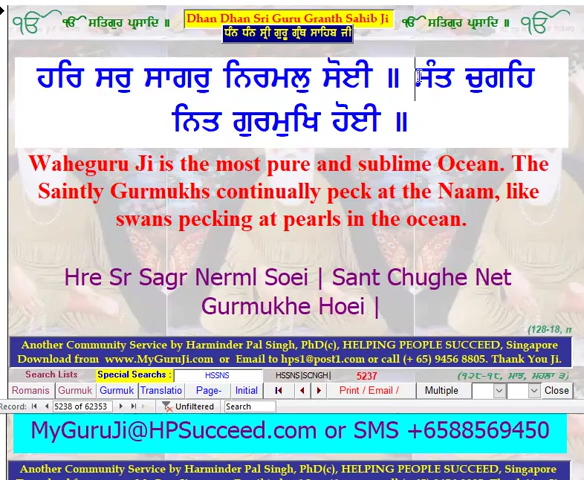 ੴ ਸਤਿਗੁਰ ਪ੍ਰਸਾਦਿ ॥ Dhan Dhan Sri Guru Granth Sahib Ji ੴ ਸਤਿਗੁਰ ਪ੍ਰਸਾਦਿ ॥
ਧੰਨ ਧੰਨ ਸ੍ਰੀ ਗੁਰੂ ਗ੍ਰੰਥ ਸਾਹਿਬ ਜੀ
ਹਰਿ ਸਰੁ ਸਾਗਰੁ ਨਿਰਮਲੁ ਸੋਈ ॥ ਸੰਤ ਚੁਗਹਿ
ਨਿਤ ਗੁਰਮੁਖਿ ਹੋਈ ॥
Waheguru Ji is the most pure and sublime Ocean. The
Saintly Gurmukhs continually peck at the Naam, like
swans pecking at pearls in the ocean.
Hre Sr Sagr Nerml Soei | Sant Chughe Net
Gurmukhe Hoei |
(128-18, m
Another Community Service by Harminder Pal Singh, PhD(c), HELPING PEOPLE SUCCEED, Singapore
Download from www.MyGuruJi.com or Email to hps1@post1.com or call (+ 65) 9456 8805. Thank You Ji.
Search Lists Special Searchs : HSSNS HSSNS|SCNGH| 5237 (੧੨੮-੧੮, ਮਾਝ, ਮਹਲਾ ੩)
Romanis Gurmuk Gurmuk Translatio Page- Initial Print / Email / Multiple Close
Record: 5238 of 62353 Unfiltered Search
MyGuruJi@HPSucceed.com or SMS +6588569450
Another Community Service by Harminder Pal Singh, PhD(c), HELPING PEOPLE SUCCEED, Singapore